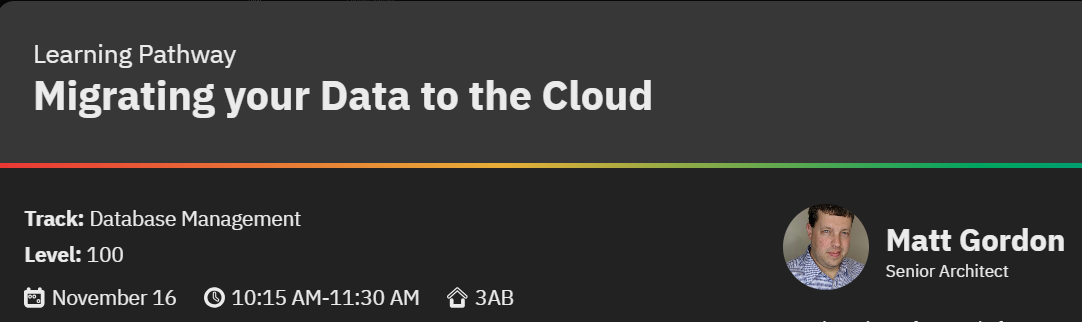 Learning Pathway
Migrating your Data to the Cloud
Track: Database Management
Level: 100
November 16 10:15 AM-11:30 AM 3AB
Matt Gordon
Senior Architect